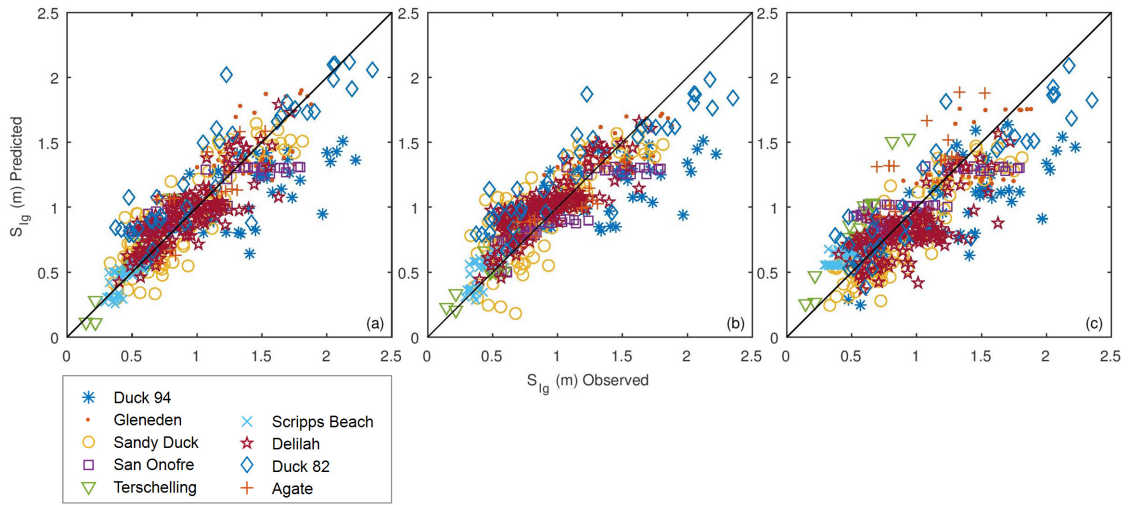 2.5 2.5 2.5
2 2 2
1.5 1.5 1.5
S_Ig (m) Predicted
1 1 1
0.5 0.5 0.5
(a) (b) (c)
0 0 0
0 0.5 1 1.5 2 2.5 0 0.5 1 1.5 2 2.5 0 0.5 1 1.5 2 2.5
S_Ig (m) Observed
Duck 94
Gleneden
Sandy Duck
San Onofre
Terschelling
Scripps Beach
Delilah
Duck 82
Agate